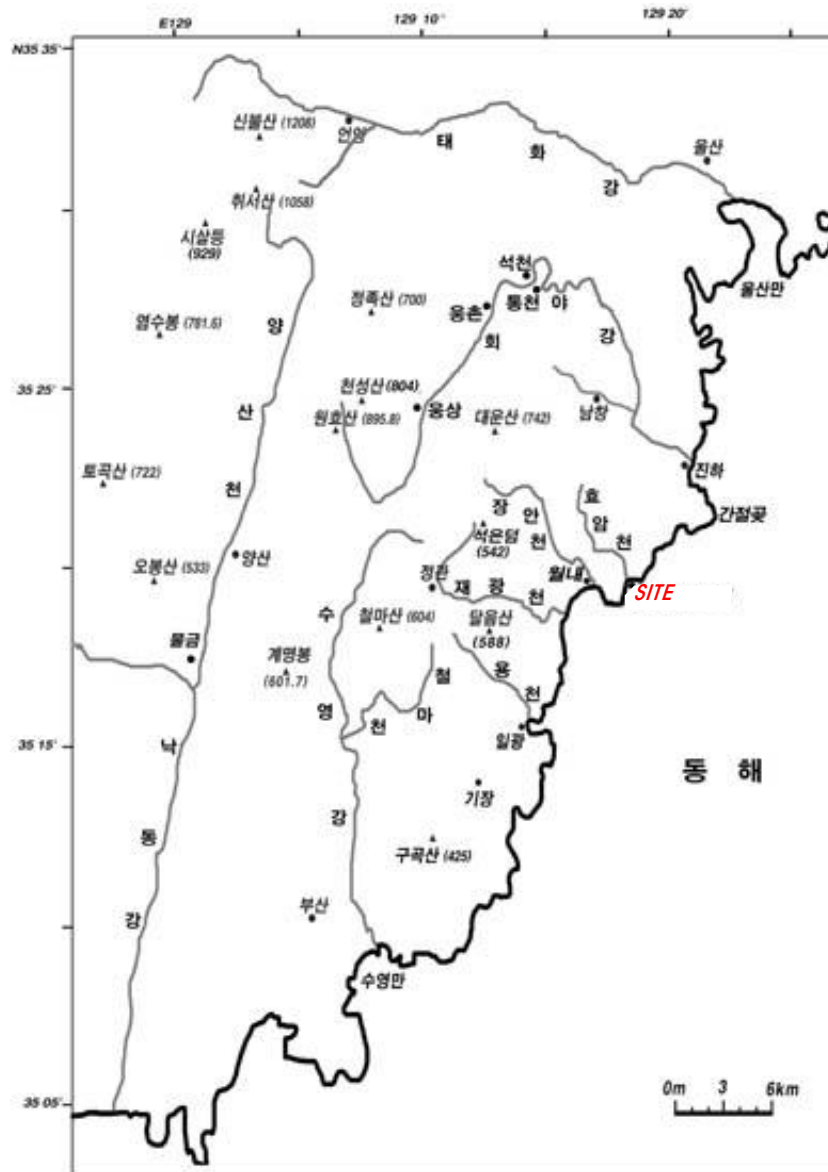 E129
129 10'
129 20'
N35 35'
신불산 (1208)
언양
태
화
강
울산
취서산 (1058)
시살등
(929)
석천
울산만
정족산 (700)
웅촌
통천
야
회
강
염수봉 (781.6)
양
산
천
35 25'
천성산 (804)
웅상
원효산 (895.8)
대운산 (742)
남창
토곡산 (722)
진하
간절곶
장
안
천
효
암
천
석은덤
(542)
양산
오봉산 (533)
정관
월내
SITE
재
광
천
수
영
강
철마산 (604)
달음산
(588)
물금
계명봉
(601.7)
철
마
천
용
천
일광
35 15'
낙
동
강
동 해
기장
구곡산 (425)
부산
수영만
0m 3 6km
35 05'